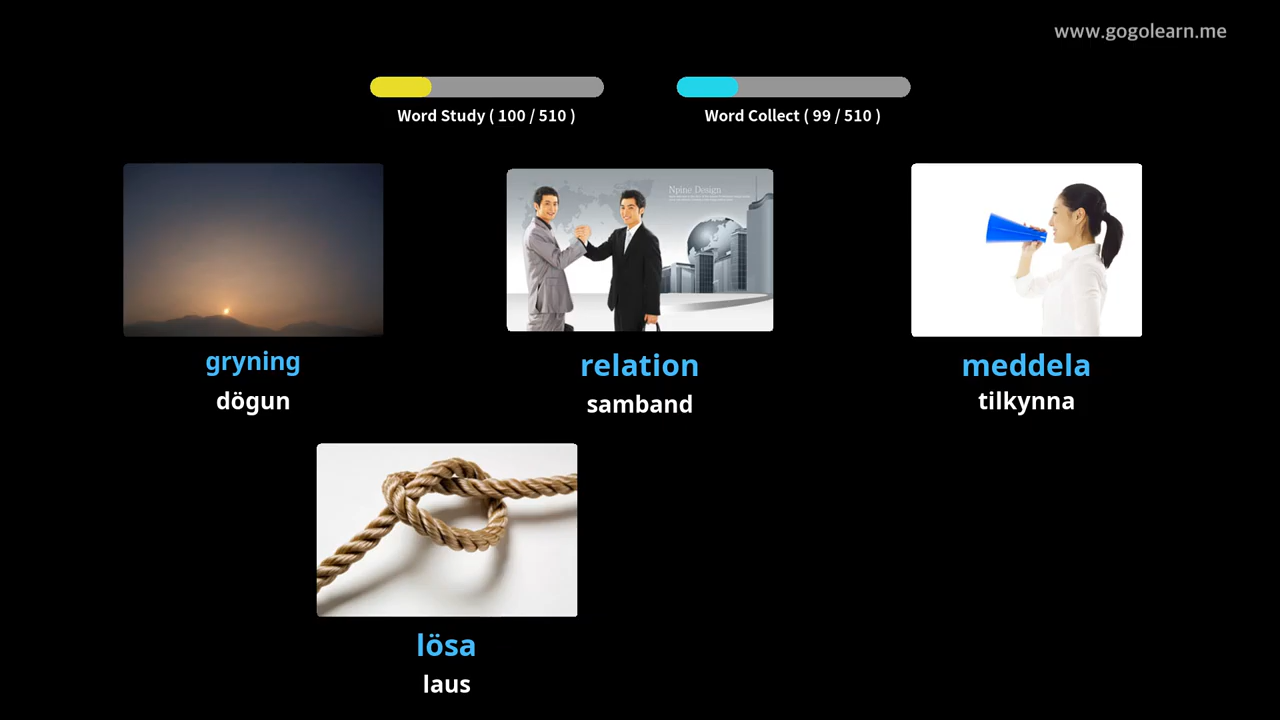 www.gogolearn.me
Word Study ( 100 / 510 )
Word Collect ( 99 / 510 )
Npine Design
gryning
dögun
relation
samband
meddela
tilkynna
lösa
laus